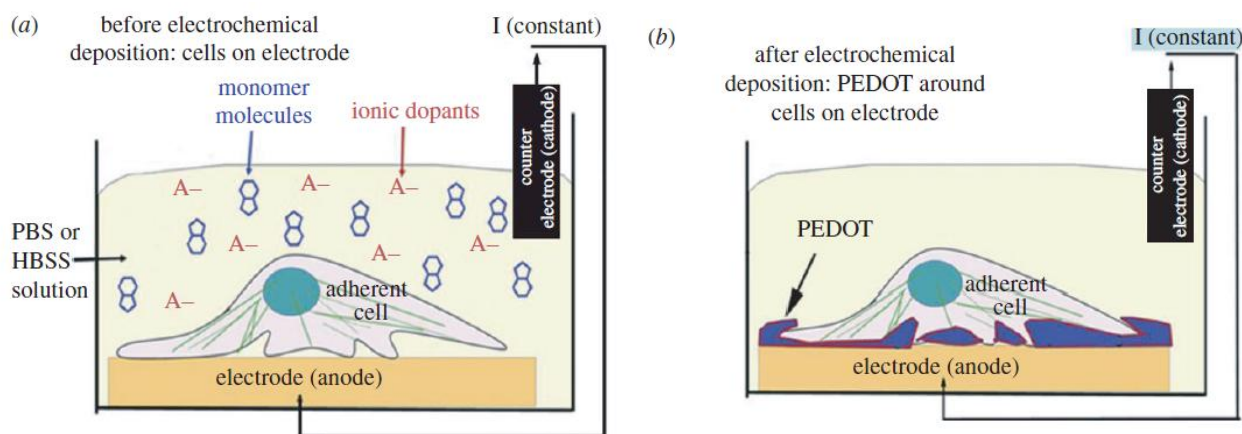 (a)
before electrochemical
deposition: cells on electrode
I (constant)
monomer
molecules
ionic dopants
counter
electrode (cathode)
A–
A–
A–
A–
A–
A–
A–
PBS or
HBSS
solution
adherent
cell
electrode (anode)
(b)
after electrochemical
deposition: PEDOT around
cells on electrode
I (constant)
counter
electrode (cathode)
PEDOT
adherent
cell
electrode (anode)